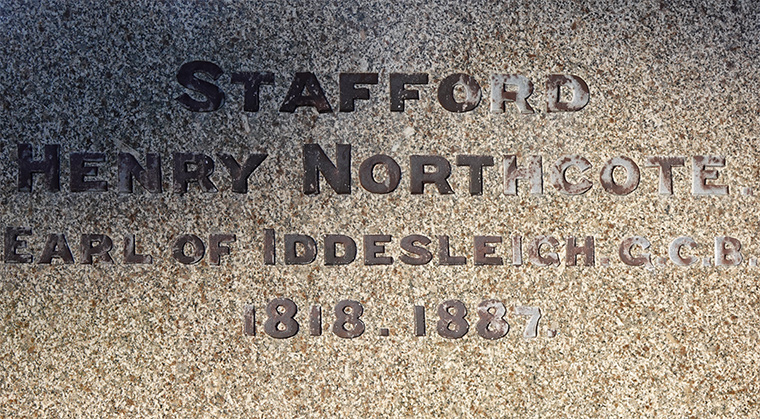 STAFFORD
HENRY NORTHCOTE.
EARL OF IDDESLEIGH.G.C.B.
1818. 1887.